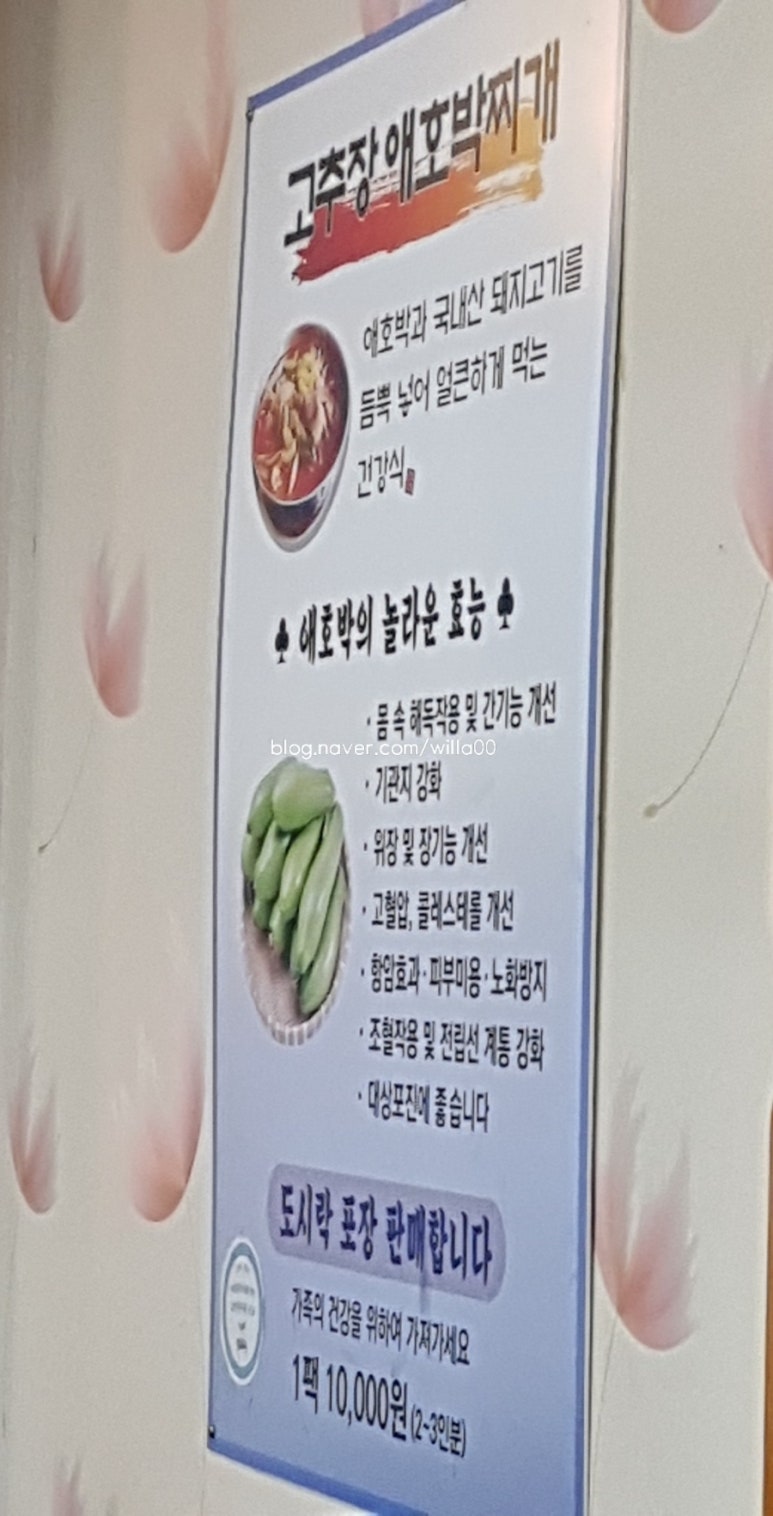 고추장 애호박찌개
애호박과 국내산 돼지고기를
듬뿍 넣어 얼큰하게 먹는
건강식
♣ 애호박의 놀라운 효능 ♣
· 몸 속 해독작용 및 간기능 개선
blog.naver.com/willa00
· 기관지 강화
· 위장 및 장기능 개선
· 고혈압, 콜레스테롤 개선
· 항암효과·피부미용·노화방지
· 조혈작용 및 전립선 계통 강화
· 대상포진에 좋습니다
도시락 포장 판매합니다
가족의 건강을 위하여 가져가세요
1팩 10,000원 (2~3인분)